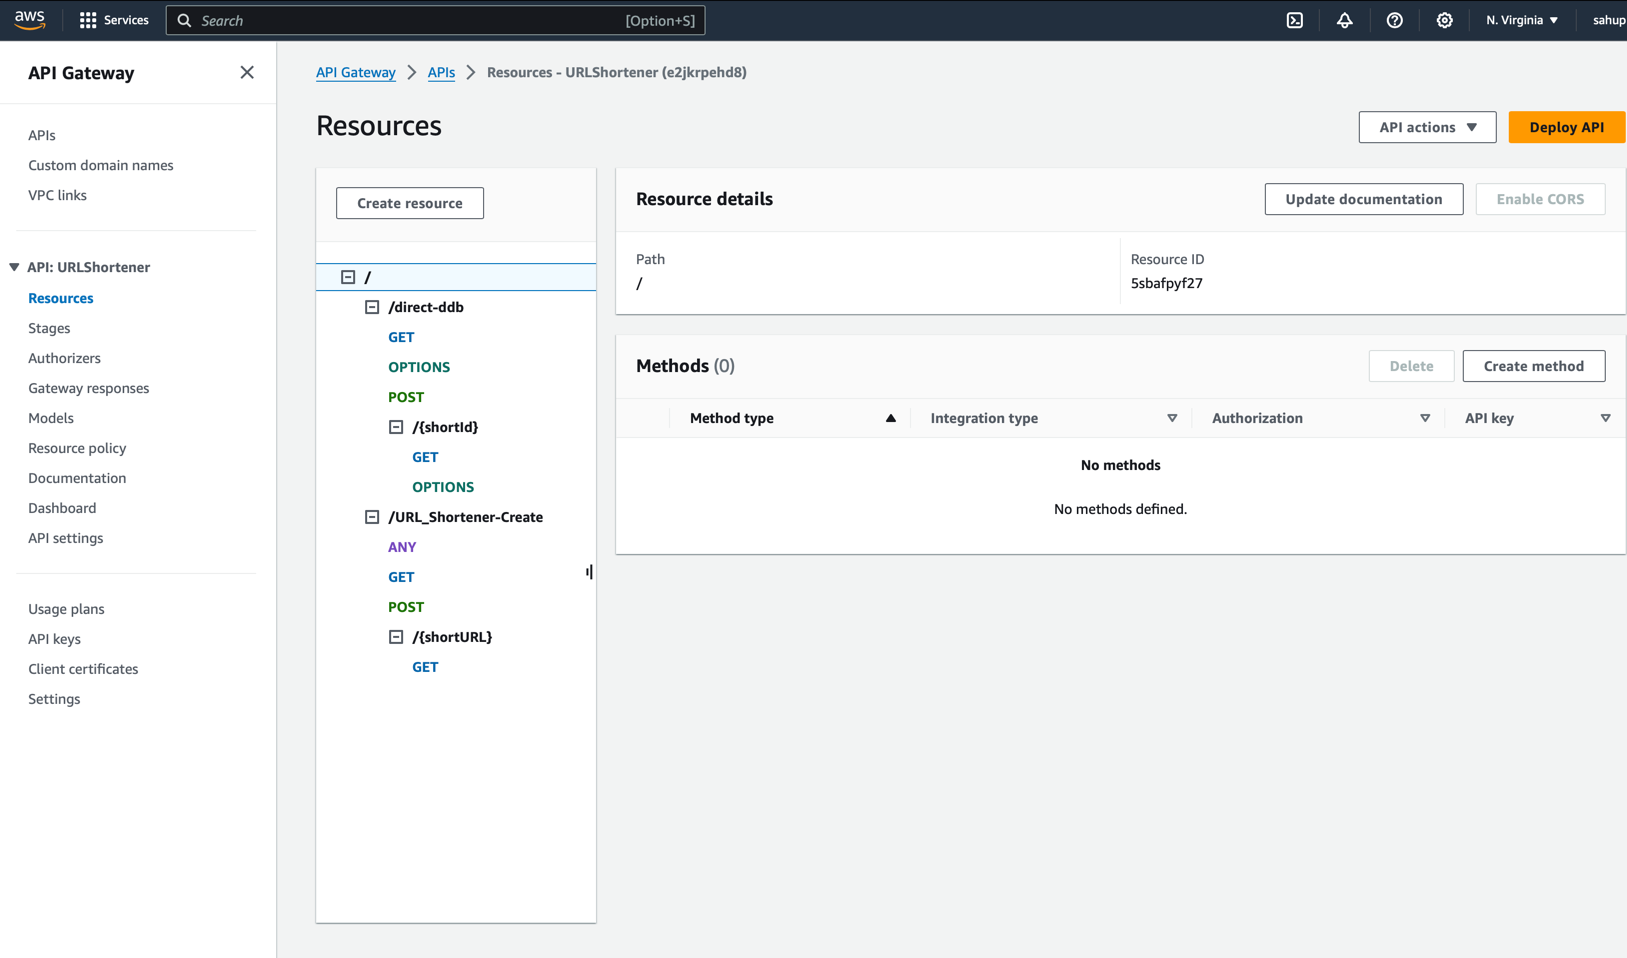 aws
Services
Search
[Option+S]
N. Virginia
sahup
API Gateway
APIs
Custom domain names
VPC links
API: URLShortener
Resources
Stages
Authorizers
Gateway responses
Models
Resource policy
Documentation
Dashboard
API settings
Usage plans
API keys
Client certificates
Settings
API Gateway > APIs > Resources - URLShortener (e2jkrpehd8)
Resources
API actions
Deploy API
Create resource
/
/direct-ddb
GET
OPTIONS
POST
/{shortId}
GET
OPTIONS
/URL_Shortener-Create
ANY
GET
POST
/{shortURL}
GET
Resource details
Update documentation
Enable CORS
Path
/
Resource ID
5sbafpyf27
Methods (0)
Delete
Create method
Method type
Integration type
Authorization
API key
No methods
No methods defined.